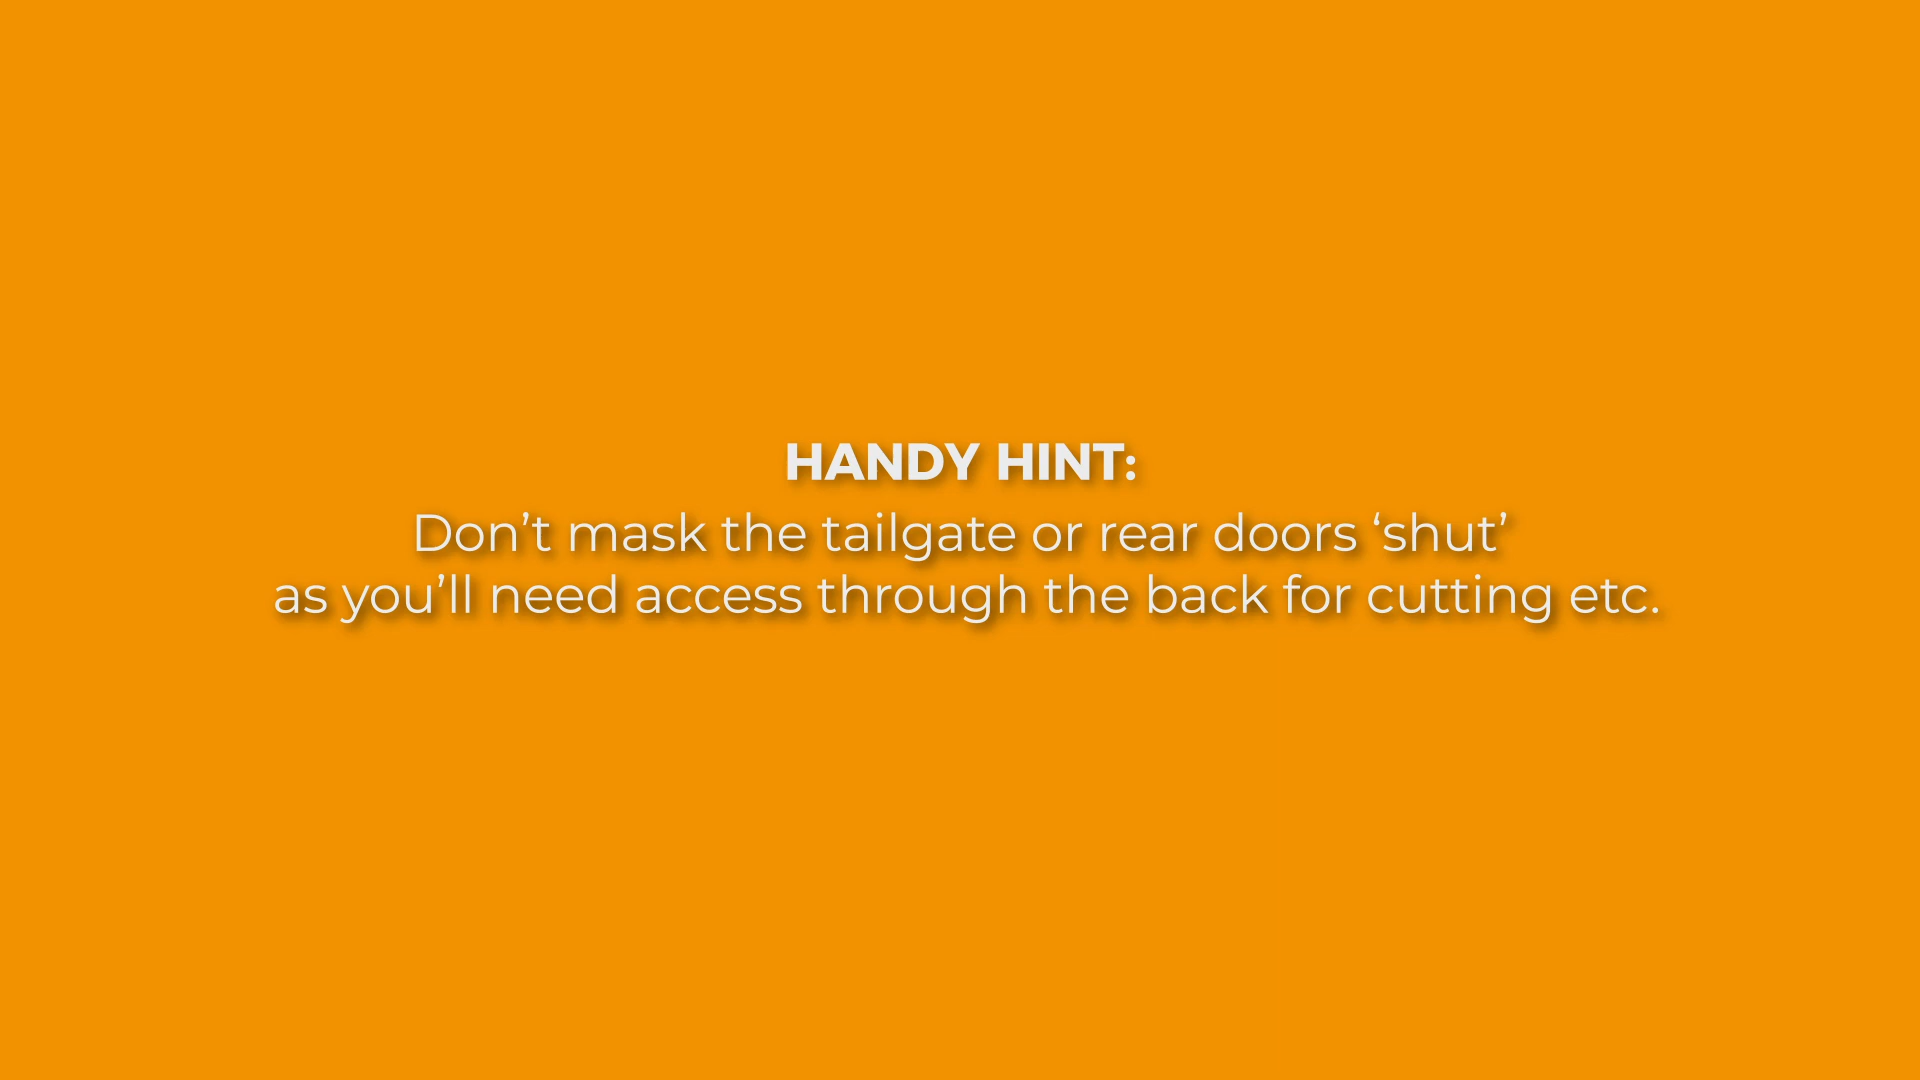 HANDY HINT:
Don’t mask the tailgate or rear doors ‘shut’
as you’ll need access through the back for cutting etc.